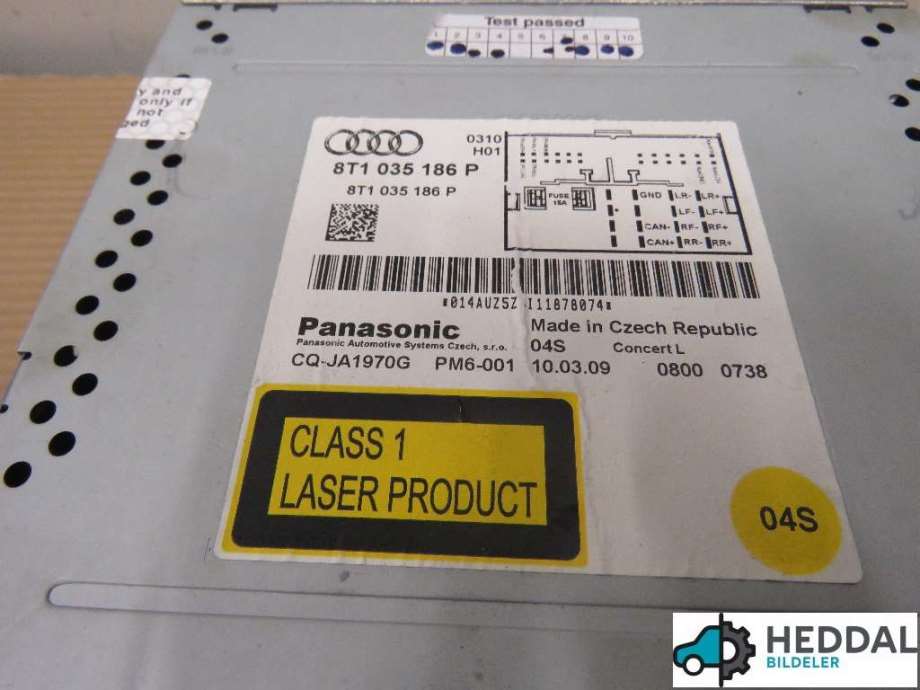 Test passed
1 2 3 4 5 6 7 8 9 10
y and
only if
not
ged
0310
H01
8T1 035 186 P
8T1 035 186 P
FUSE
15A
GND LR- LR+
LF- LF+
CAN- RF- RF+
CAN+ RR- RR+
*014AUZ5Z I11878074*
Panasonic
Made in Czech Republic
Panasonic Automotive Systems Czech, s.r.o.
04S Concert L
CQ-JA1970G PM6-001 10.03.09 0800 0738
CLASS 1
LASER PRODUCT
04S
HEDDAL
BILDELER